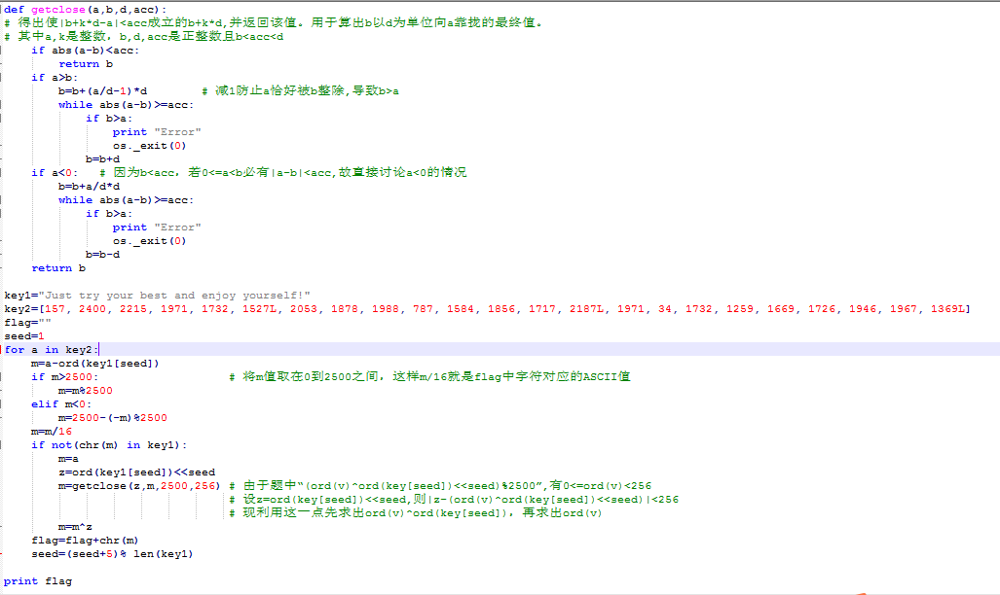 def getclose(a,b,d,acc):
# 得出使|b+k*d-a|<acc成立的b+k*d,并返回该值。用于算出b以d为单位向a靠拢的最终值。
# 其中a,k是整数，b,d,acc是正整数且b<acc<d
    if abs(a-b)<acc:
        return b
    if a>b:
        b=b+(a/d-1)*d        # 减1防止a恰好被b整除,导致b>a
        while abs(a-b)>=acc:
            if b>a:
                print "Error"
                os._exit(0)
            b=b+d
    if a<0:   # 因为b<acc，若0<=a<b必有|a-b|<acc,故直接讨论a<0的情况
        b=b+a/d*d
        while abs(a-b)>=acc:
            if b>a:
                print "Error"
                os._exit(0)
            b=b-d
    return b
key1="Just try your best and enjoy yourself!"
key2=[157, 2400, 2215, 1971, 1732, 1527L, 2053, 1878, 1988, 787, 1584, 1856, 1717, 2187L, 1971, 34, 1732, 1259, 1669, 1726, 1946, 1967, 1369L]
flag=""
seed=1
for a in key2:
    m=a-ord(key1[seed])
    if m>2500:                   # 将m值取在0到2500之间，这样m/16就是flag中字符对应的ASCII值
        m=m%2500
    elif m<0:
        m=2500-(-m)%2500
    m=m/16
    if not(chr(m) in key1):
        m=a
        z=ord(key1[seed])<<seed
        m=getclose(z,m,2500,256) # 由于题中“(ord(v)^ord(key[seed])<<seed)%2500”,有0<=ord(v)<256
                                 # 设z=ord(key[seed])<<seed,则|z-(ord(v)^ord(key[seed])<<seed)|<256
                                 # 现利用这一点先求出ord(v)^ord(key[seed])，再求出ord(v)
        m=m^z
    flag=flag+chr(m)
    seed=(seed+5)% len(key1)
print flag